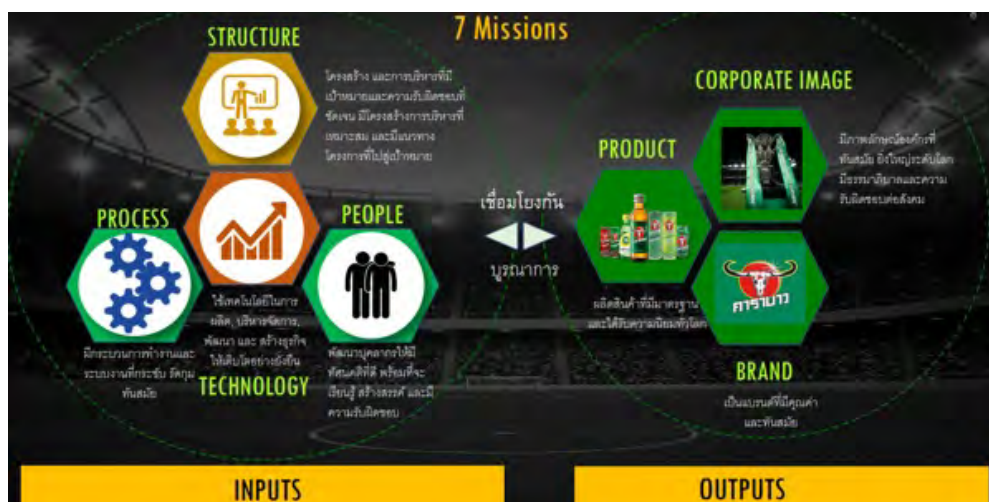 7 Missions
STRUCTURE
โครงสร้าง และการบริหารที่มี
เป้าหมายและความรับผิดชอบที่
ชัดเจน มีโครงสร้างการบริหารที่
เหมาะสม และมีแนวทาง
โครงการที่ไปสู่เป้าหมาย
PROCESS
มีกระบวนการทำงานและ
ระบบงานที่กระชับ รัดกุม
ทันสมัย
ใช้เทคโนโลยีในการ
ผลิต, บริหารจัดการ,
พัฒนา และ สร้างธุรกิจ
ให้เติบโตอย่างยั่งยืน
TECHNOLOGY
PEOPLE
พัฒนาบุคลากรให้มี
ทัศนคติที่ดี พร้อมที่จะ
เรียนรู้ สร้างสรรค์ และมี
ความรับผิดชอบ
เชื่อมโยงกัน
บูรณาการ
PRODUCT
ผลิตสินค้าที่มีมาตรฐาน
และได้รับความนิยมทั่วโลก
CORPORATE IMAGE
มีภาพลักษณ์องค์กรที่
ทันสมัย ยิ่งใหญ่ระดับโลก
มีธรรมาภิบาลและความ
รับผิดชอบต่อสังคม
คาราบาว
BRAND
เป็นแบรนด์ที่มีคุณค่า
และทันสมัย
INPUTS
OUTPUTS